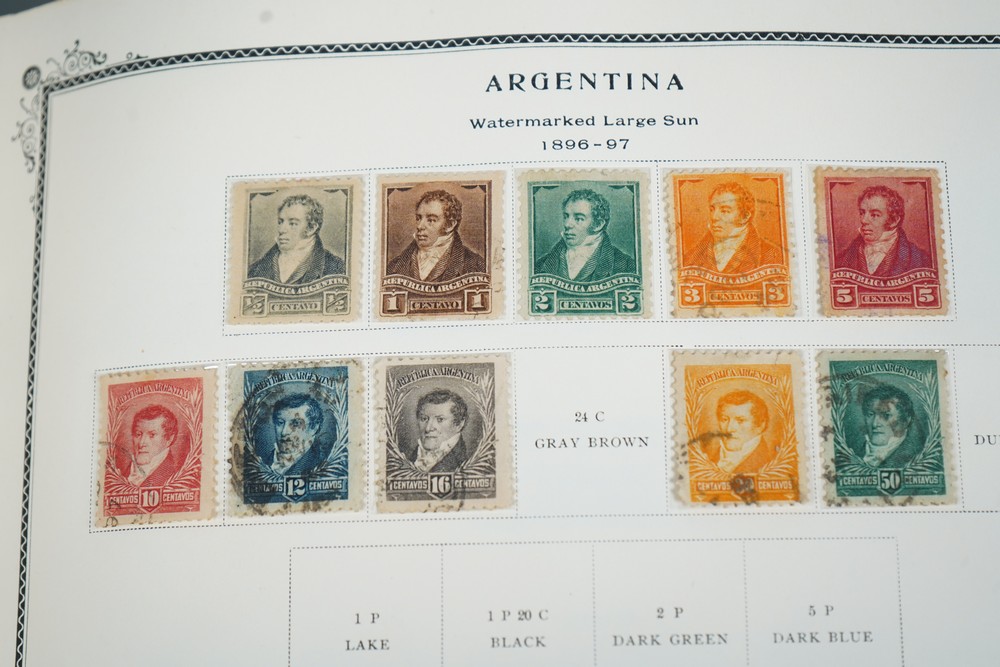 ARGENTINA
Watermarked Large Sun
1896-97
½ CENTAVO ½
REPUBLICA ARGENTINA
1 CENTAVO 1
REPUBLICA ARGENTINA
2 CENTAVOS 2
REPUBLICA ARGENTINA
3 CENTAVOS 3
REPUBLICA ARGENTINA
5 CENTAVOS 5
REPUBLICA ARGENTINA
CENTAVOS 10 CENTAVOS
REPUBLICA ARGENTINA
CENTAVOS 12 CENTAVOS
REPUBLICA ARGENTINA
CENTAVOS 16 CENTAVOS
24 C
GRAY BROWN
REPUBLICA ARGENTINA
CENTAVOS CENTAVOS
REPUBLICA ARGENTINA
CENTAVOS 50 CENTAVOS
DU
1 P
LAKE
1 P 20 C
BLACK
2 P
DARK GREEN
5 P
DARK BLUE